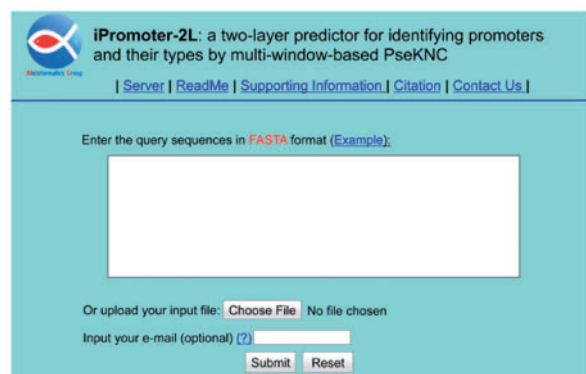 iPromoter-2L: a two-layer predictor for identifying promoters
and their types by multi-window-based PseKNC
Bioinformatics Group
| Server | ReadMe | Supporting Information | Citation | Contact Us |
Enter the query sequences in FASTA format (Example):
Or upload your input file: Choose File No file chosen
Input your e-mail (optional) (?)
Submit Reset